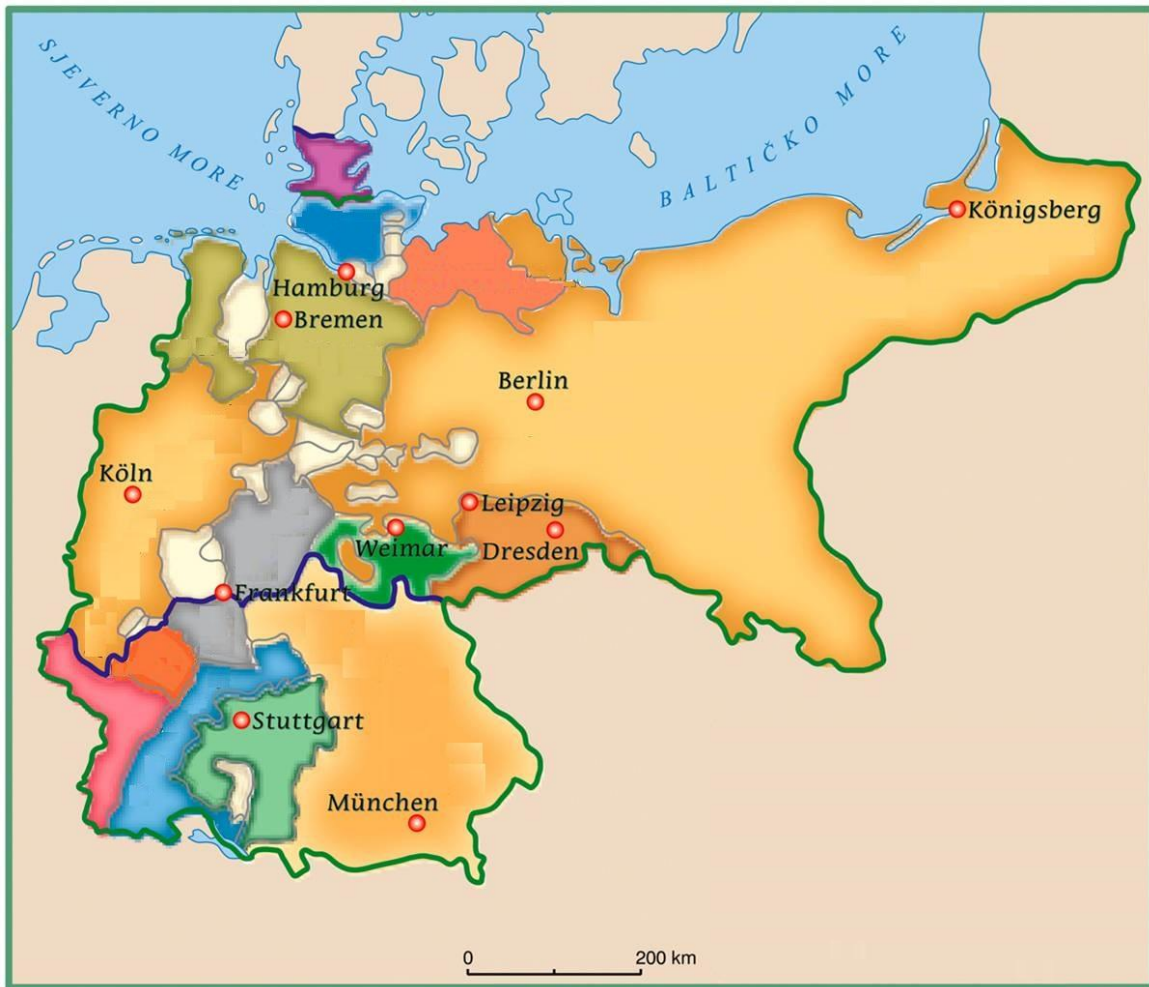 SJEVERNO MORE
BALTIČKO MORE
Königsberg
Hamburg
Bremen
Berlin
Köln
Leipzig
Weimar
Dresden
Frankfurt
Stuttgart
München
0 200 km